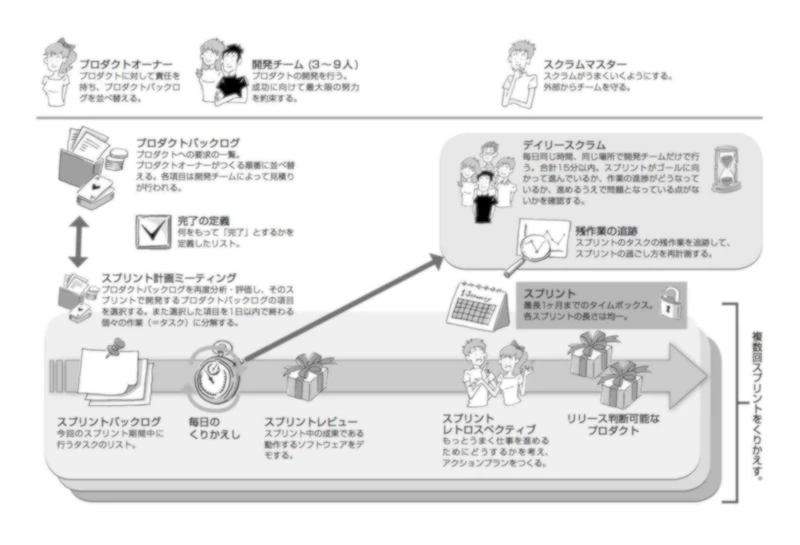 プロダクトオーナー
プロダクトに対して責任を
持ち、プロダクトバックロ
グを並べ替える。
開発チーム (3〜9人)
プロダクトの開発を行う。
成功に向けて最大限の努力
を約束する。
スクラムマスター
スクラムがうまくいくようにする。
外部からチームを守る。
プロダクトバックログ
プロダクトへの要求の一覧。
プロダクトオーナーがつくる順番に並べ替
える。各項目は開発チームによって見積り
が行われる。
完了の定義
何をもって「完了」とするかを
定義したリスト。
デイリースクラム
毎日同じ時間、同じ場所で開発チームだけで行
う。合計15分以内。スプリントがゴールに向
かって進んでいるか、作業の進捗がどうなって
いるか、進めるうえで問題となっている点がな
いかを確認する。
残作業の追跡
スプリントのタスクの残作業を追跡して、
スプリントの過ごし方を再計画する。
スプリント計画ミーティング
プロダクトバックログを再度分析・評価し、そのス
プリントで開発するプロダクトバックログの項目
を選択する。また選択した項目を1日以内で終わる
個々の作業（＝タスク）に分解する。
1 January
スプリント
最長1ヶ月までのタイムボックス。
各スプリントの長さは均一。
スプリントバックログ
今回のスプリント期間中に
行うタスクのリスト。
毎日の
くりかえし
スプリントレビュー
スプリント中の成果である
動作するソフトウェアをデ
モする。
スプリント
レトロスペクティブ
もっとうまく仕事を進める
ためにどうするかを考え、
アクションプランをつくる。
リリース判断可能な
プロダクト
複数回スプリントをくりかえす。